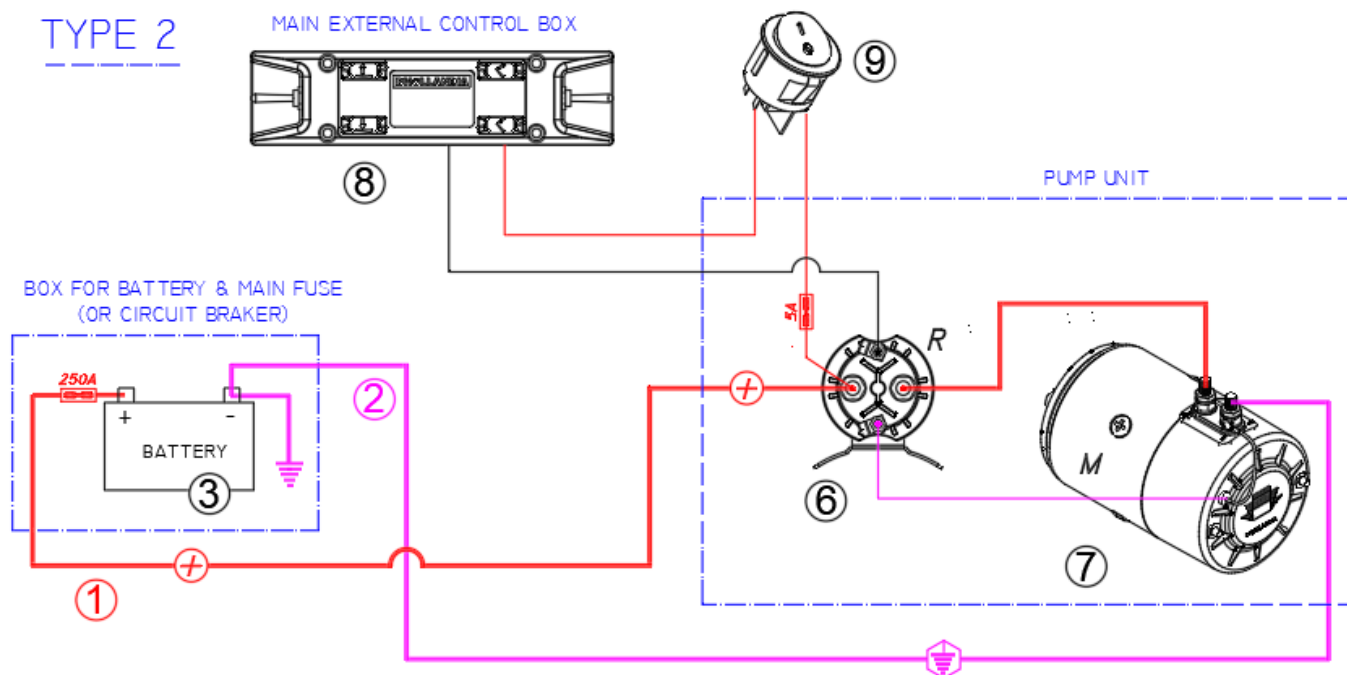 TYPE 2
MAIN EXTERNAL CONTROL BOX
DHOLLANDIA
9
8
PUMP UNIT
BOX FOR BATTERY & MAIN FUSE
(OR CIRCUIT BRAKER)
5A
R
250A
+
+ -
2
BATTERY
3
M
6
7
+
1